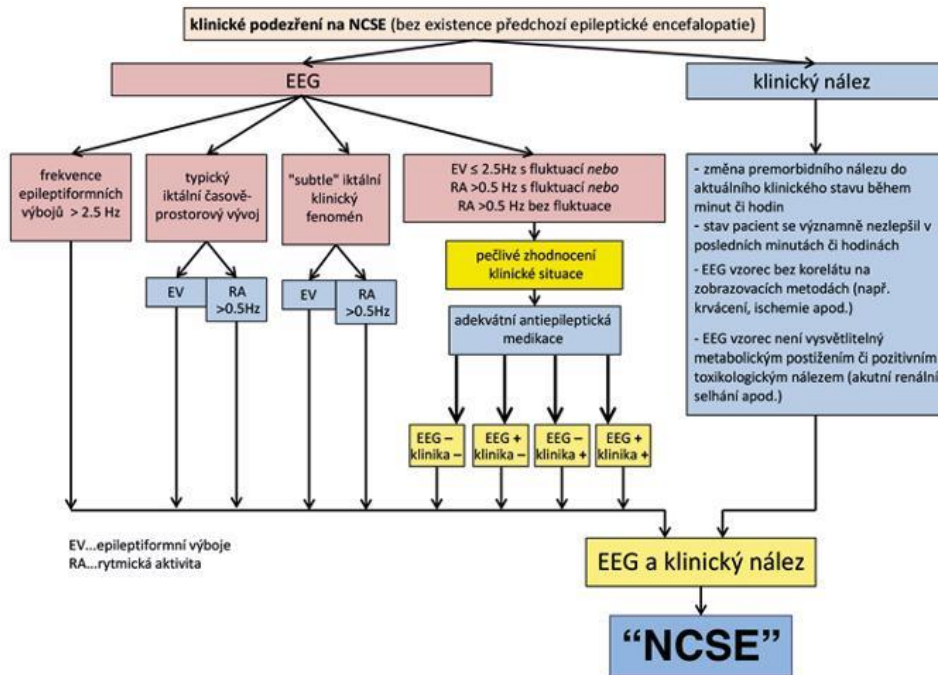 klinické podezření na NCSE (bez existence předchozí epileptické encefalopatie)
EEG
klinický nález
frekvence
epileptiformních
výbojů > 2.5 Hz
typický
iktální časově-
prostorový vývoj
"subtle" iktální
klinický
fenomén
EV ≤ 2.5Hz s fluktuací nebo
RA >0.5 Hz s fluktuací nebo
RA >0.5 Hz bez fluktuace
- změna premorbidního nálezu do
aktuálního klinického stavu během
minut či hodin
- stav pacient se významně nezlepšil v
posledních minutách či hodinách
- EEG vzorec bez korelátu na
zobrazovacích metodách (např.
krvácení, ischemie apod.)
- EEG vzorec není vysvětlitelný
metabolickým postižením či pozitivním
toxikologickým nálezem (akutní renální
selhání apod.)
pečlivé zhodnocení
klinické situace
EV
RA
>0.5Hz
EV
RA
>0.5Hz
adekvátní antiepileptická
medikace
EEG –
klinika –
EEG +
klinika –
EEG –
klinika +
EEG +
klinika +
EV...epileptiformní výboje
RA...rytmická aktivita
EEG a klinický nález
“NCSE”